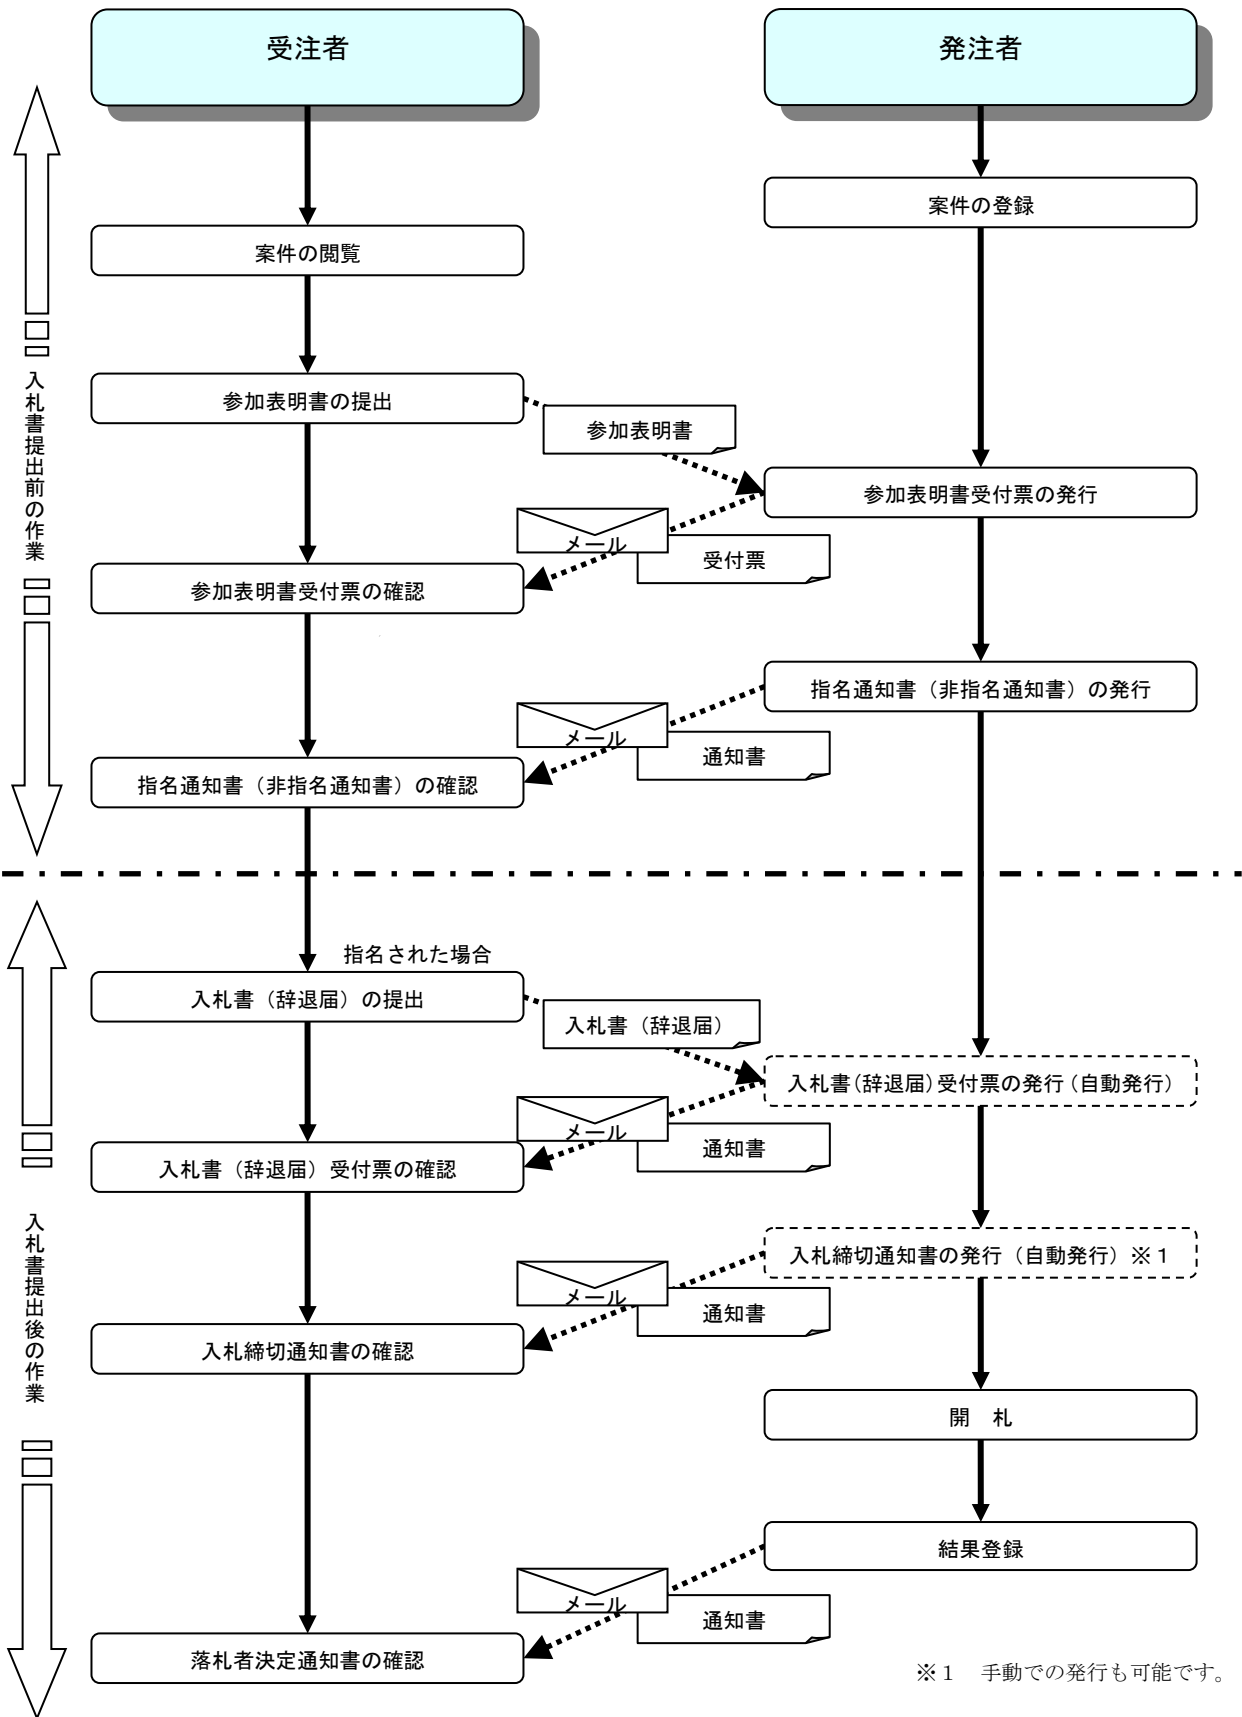 受注者
発注者
案件の登録
案件の閲覧
参加表明書の提出
参加表明書
参加表明書受付票の発行
メール
受付票
参加表明書受付票の確認
入札書提出前の作業
指名通知書（非指名通知書）の発行
メール
通知書
指名通知書（非指名通知書）の確認
指名された場合
入札書（辞退届）の提出
入札書（辞退届）
入札書（辞退届）受付票の発行（自動発行）
メール
通知書
入札書（辞退届）受付票の確認
入札書提出後の作業
入札締切通知書の発行（自動発行）※１
メール
通知書
入札締切通知書の確認
開　札
結果登録
メール
通知書
落札者決定通知書の確認
※１　手動での発行も可能です。